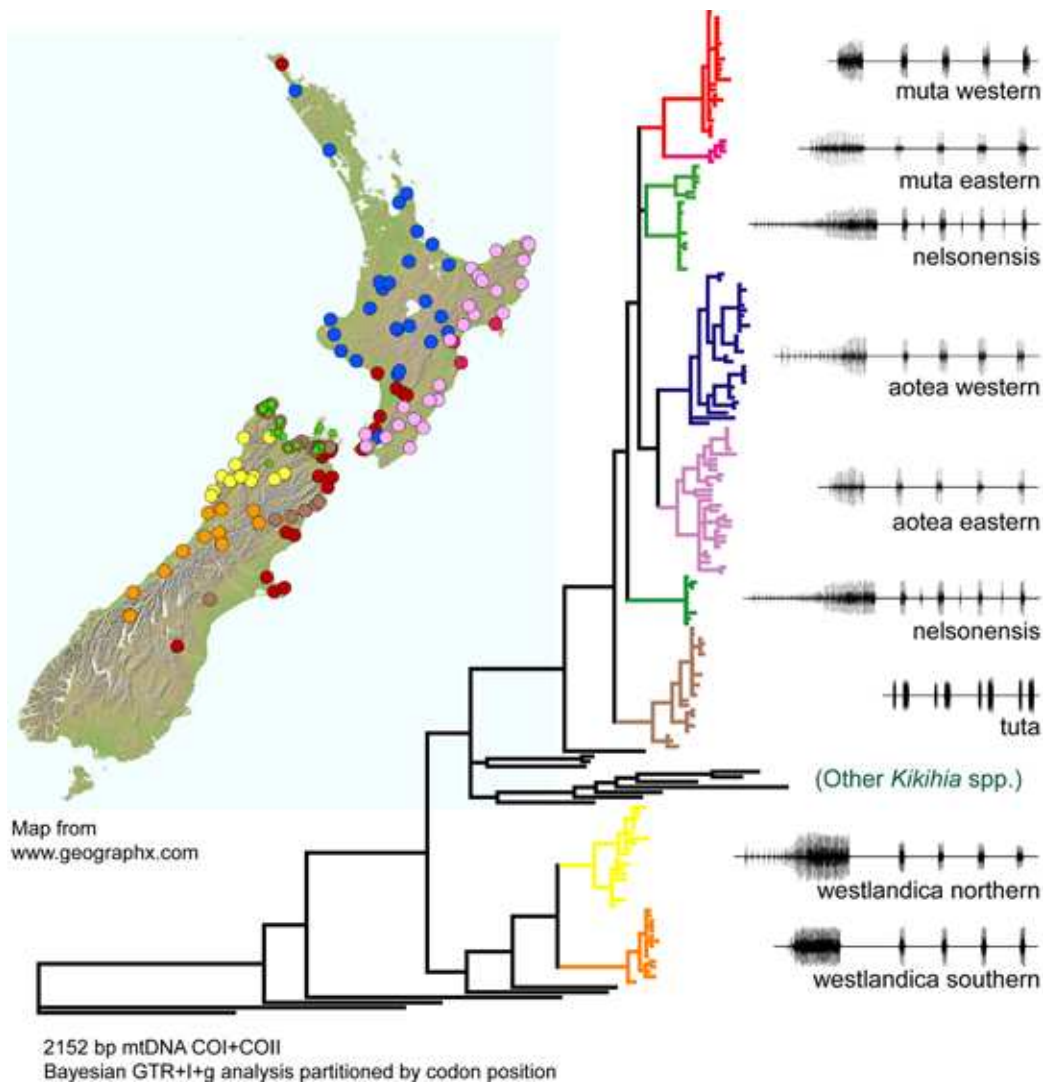 muta western
muta eastern
nelsonensis
aotea western
aotea eastern
nelsonensis
tuta
(Other Kikihia spp.)
Map from
www.geographx.com
westlandica northern
westlandica southern
2152 bp mtDNA COI+COII
Bayesian GTR+I+g analysis partitioned by codon position